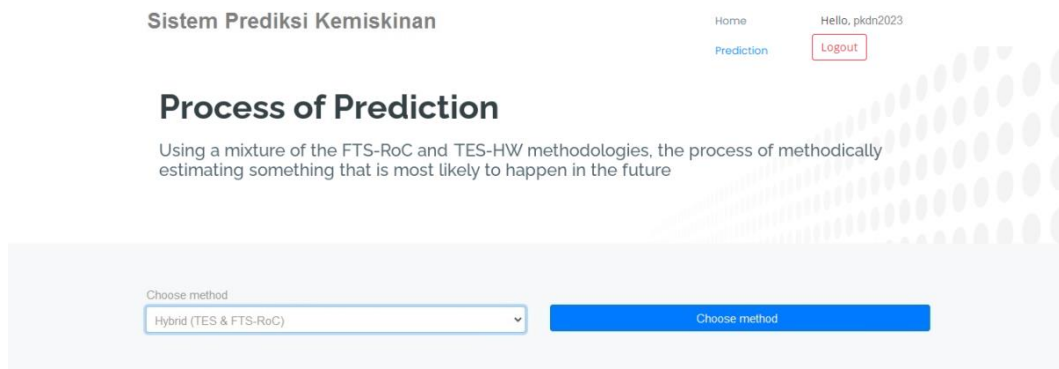 Sistem Prediksi Kemiskinan
Home
Hello, pkdn2023
Prediction
Logout
Process of Prediction
Using a mixture of the FTS-RoC and TES-HW methodologies, the process of methodically
estimating something that is most likely to happen in the future
Choose method
Hybrid (TES & FTS-RoC)
Choose method